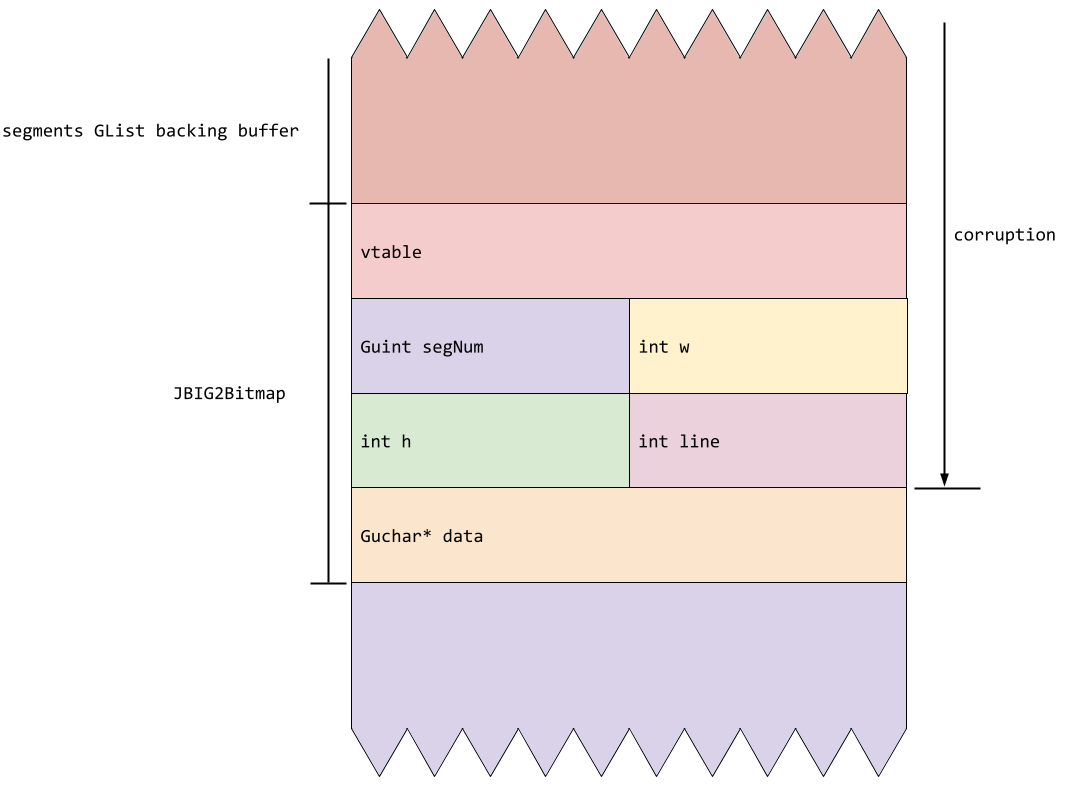 segments GList backing buffer
corruption
vtable
Guint segNum
int w
JBIG2Bitmap
int h
int line
Guchar* data